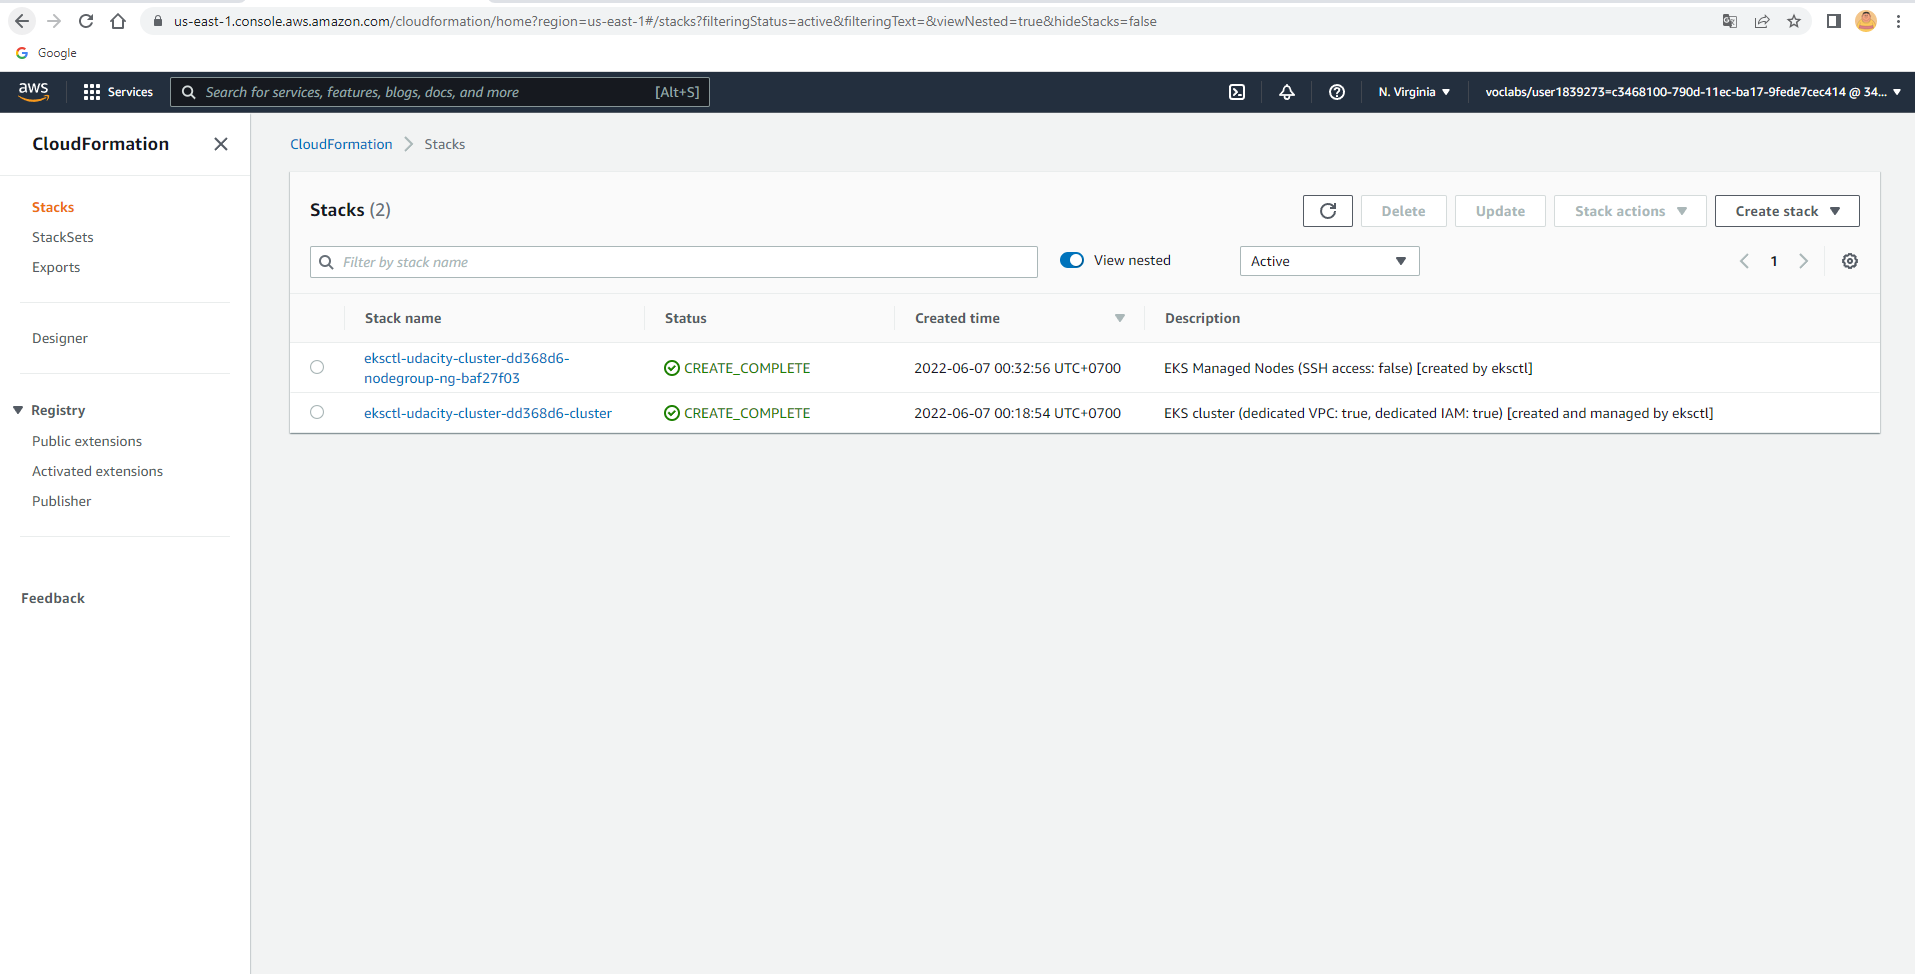 us-east-1.console.aws.amazon.com/cloudformation/home?region=us-east-1#/stacks?filteringStatus=active&filteringText=&viewNested=true&hideStacks=false
Google
aws
Services
Search for services, features, blogs, docs, and more
[Alt+S]
N. Virginia
voclabs/user1839273=c3468100-790d-11ec-ba17-9fede7cec414 @ 34...
CloudFormation
Stacks
StackSets
Exports
Designer
Registry
Public extensions
Activated extensions
Publisher
Feedback
CloudFormation
Stacks
Stacks (2)
Delete
Update
Stack actions
Create stack
Filter by stack name
View nested
Active
1
Stack name
Status
Created time
Description
eksctl-udacity-cluster-dd368d6-
nodegroup-ng-baf27f03
CREATE_COMPLETE
2022-06-07 00:32:56 UTC+0700
EKS Managed Nodes (SSH access: false) [created by eksctl]
eksctl-udacity-cluster-dd368d6-cluster
CREATE_COMPLETE
2022-06-07 00:18:54 UTC+0700
EKS cluster (dedicated VPC: true, dedicated IAM: true) [created and managed by eksctl]